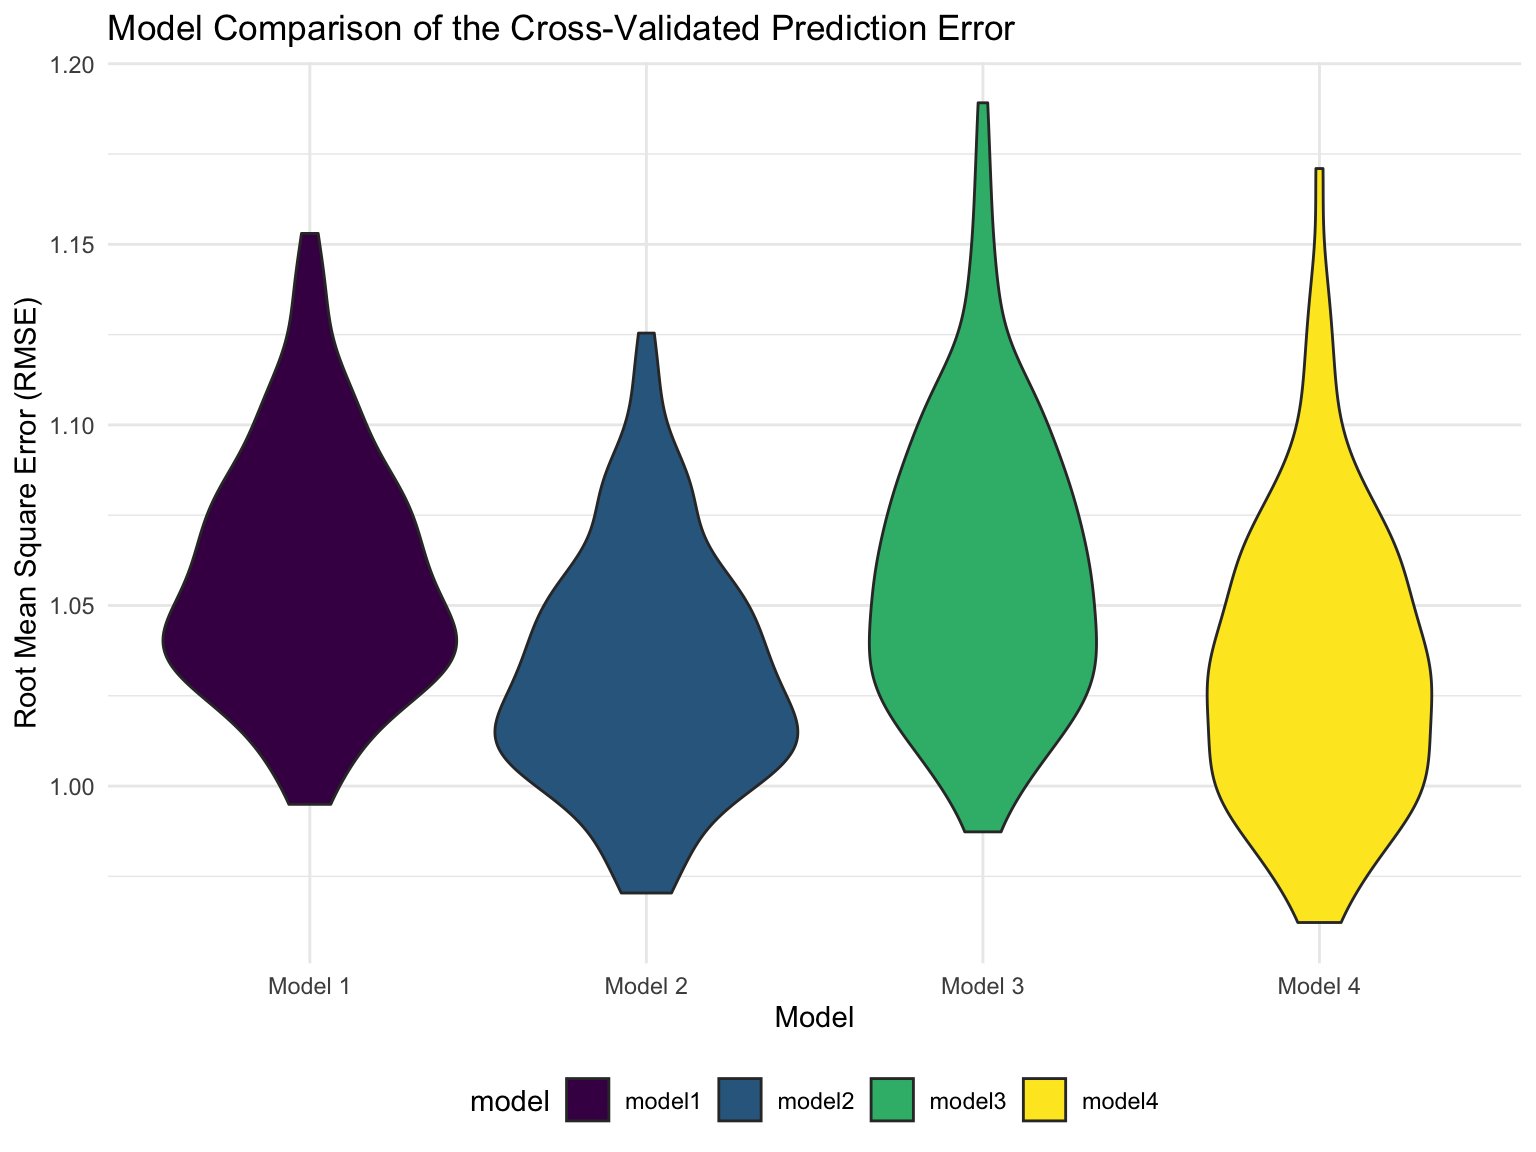 Model Comparison of the Cross-Validated Prediction Error
Root Mean Square Error (RMSE)
1.20
1.15
1.10
1.05
1.00
Model 1 Model 2 Model 3 Model 4
Model
model model1 model2 model3 model4